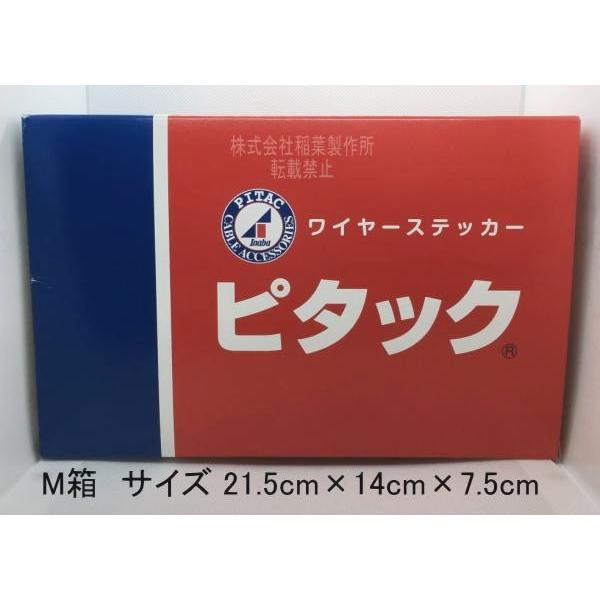 株式会社稲葉製作所
転載禁止
PITAC
Inaba
CABLE ACCESSORIES
ワイヤーステッカー
ピタック
®
M箱 サイズ 21.5cm×14cm×7.5cm